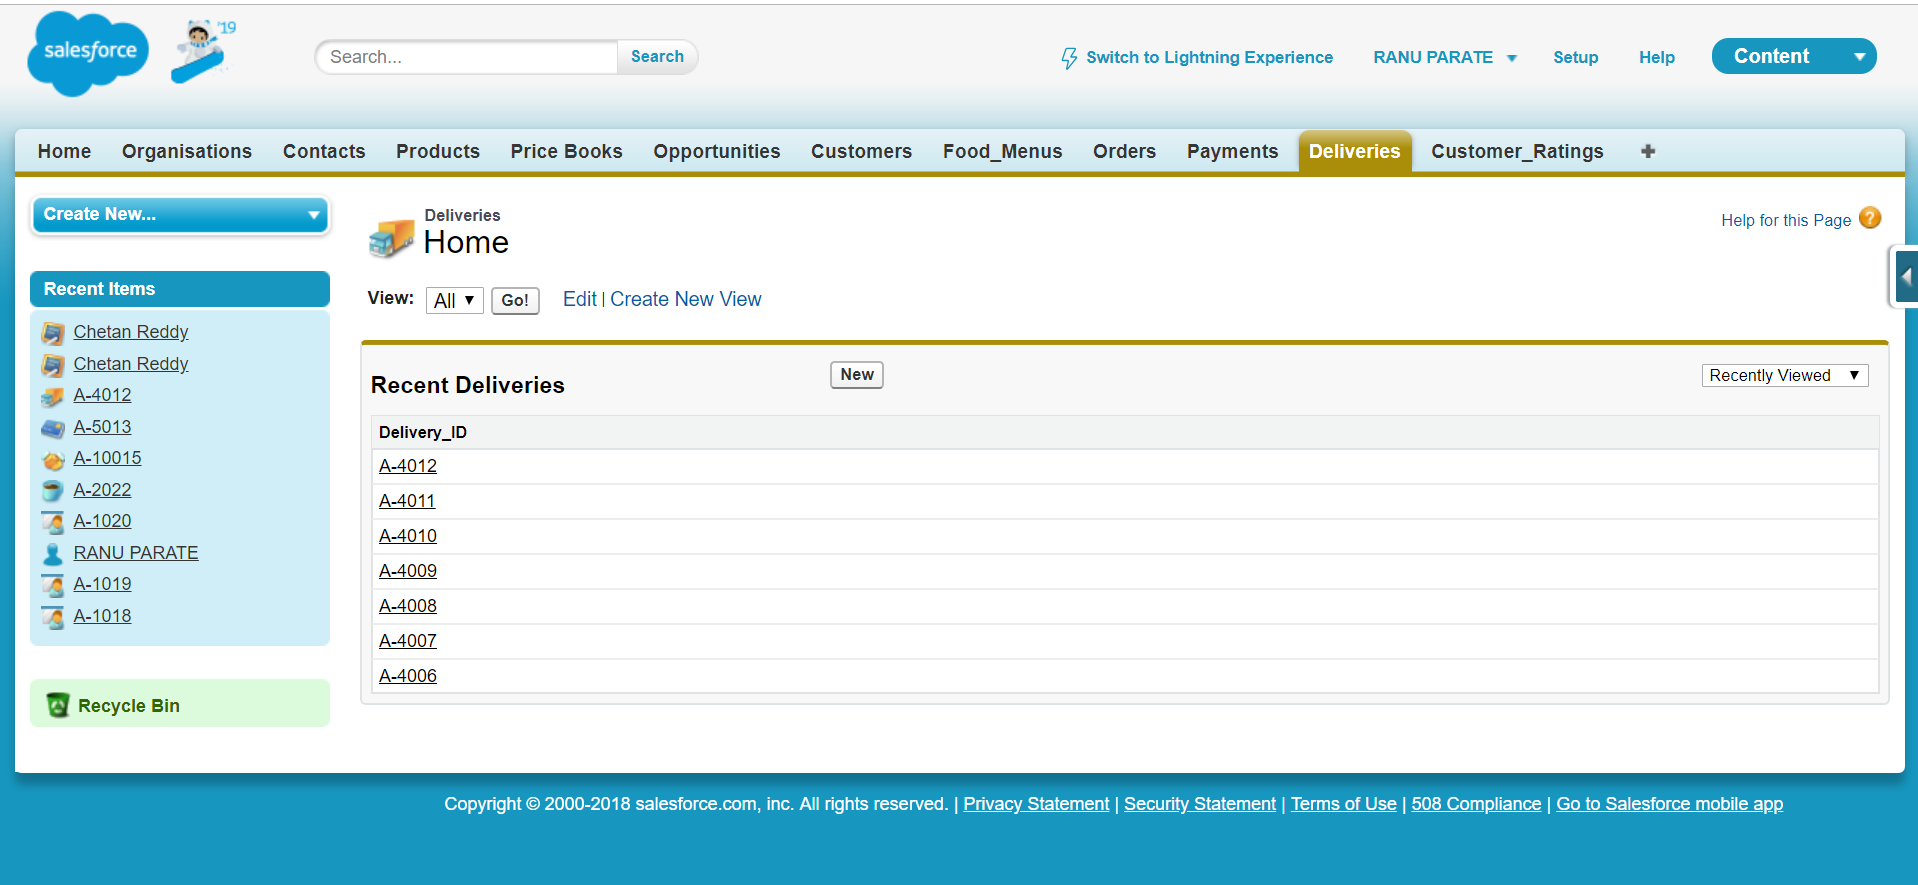 salesforce '19 Search... Search Switch to Lightning Experience RANU PARATE Setup Help Content
Home Organisations Contacts Products Price Books Opportunities Customers Food_Menus Orders Payments Deliveries Customer_Ratings +
Create New...
Recent Items
Chetan Reddy
Chetan Reddy
A-4012
A-5013
A-10015
A-2022
A-1020
RANU PARATE
A-1019
A-1018
Recycle Bin
Deliveries
Home
Help for this Page ?
View: All Go! Edit | Create New View
Recent Deliveries New Recently Viewed
Delivery_ID
A-4012
A-4011
A-4010
A-4009
A-4008
A-4007
A-4006
Copyright © 2000-2018 salesforce.com, inc. All rights reserved. | Privacy Statement | Security Statement | Terms of Use | 508 Compliance | Go to Salesforce mobile app